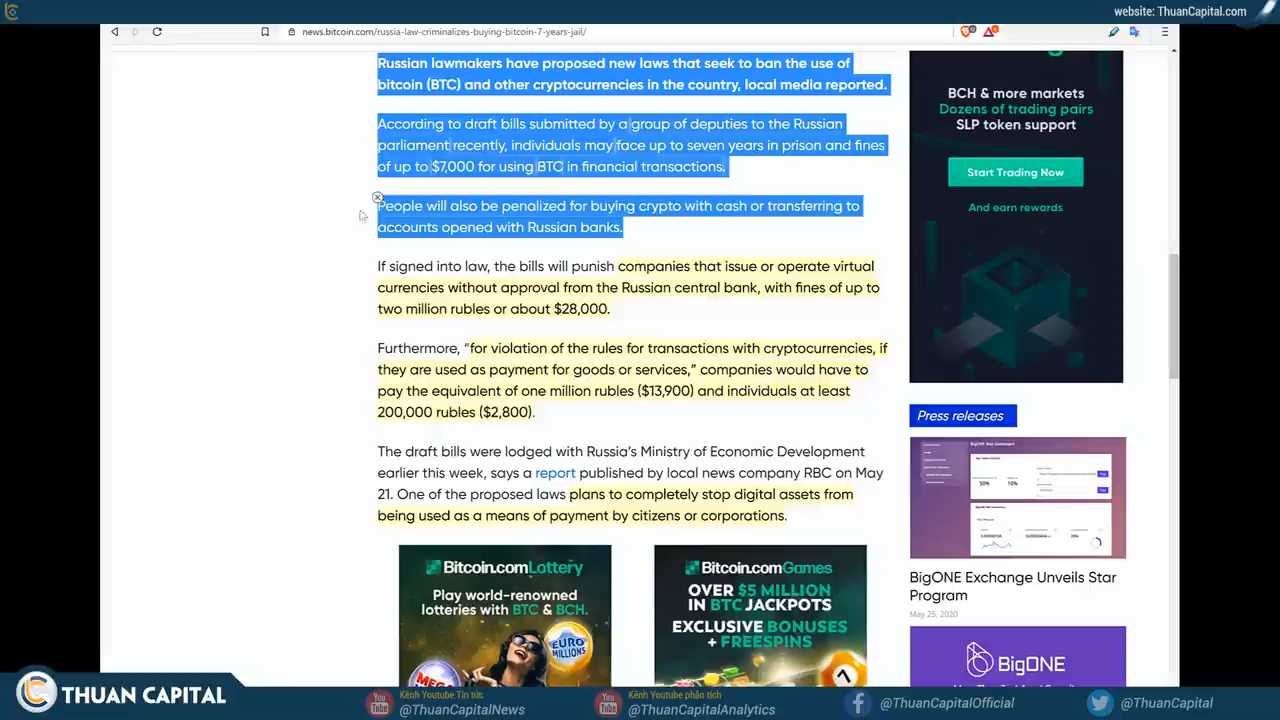 website: ThuanCapital.com
news.bitcoin.com/russia-law-criminalizes-buying-bitcoin-7-years-jail/
Russian lawmakers have proposed new laws that seek to ban the use of
bitcoin (BTC) and other cryptocurrencies in the country, local media reported.
According to draft bills submitted by a group of deputies to the Russian
parliament recently, individuals may face up to seven years in prison and fines
of up to $7,000 for using BTC in financial transactions.
People will also be penalized for buying crypto with cash or transferring to
accounts opened with Russian banks.
If signed into law, the bills will punish companies that issue or operate virtual
currencies without approval from the Russian central bank, with fines of up to
two million rubles or about $28,000.
Furthermore, “for violation of the rules for transactions with cryptocurrencies, if
they are used as payment for goods or services,” companies would have to
pay the equivalent of one million rubles ($13,900) and individuals at least
200,000 rubles ($2,800).
The draft bills were lodged with Russia’s Ministry of Economic Development
earlier this week, says a report published by local news company RBC on May
21. One of the proposed laws plans to completely stop digital assets from
being used as a means of payment by citizens or corporations.
Bitcoin.com Lottery
Play world-renowned
lotteries with BTC & BCH.
EURO
MILLIONS
MEGA
Bitcoin.com Games
OVER $5 MILLION
IN BTC JACKPOTS
EXCLUSIVE BONUSES
+ FREESPINS
BCH & more markets
Dozens of trading pairs
SLP token support
Start Trading Now
And earn rewards
Press releases
BigONE Exchange Unveils Star
Program
May 25, 2020
BigONE
THUAN CAPITAL
You
Tube
Kênh Youtube Tin tức
@ThuanCapitalNews
You
Tube
Kênh Youtube phân tích
@ThuanCapitalAnalytics
@ThuanCapitalOfficial
@ThuanCapital